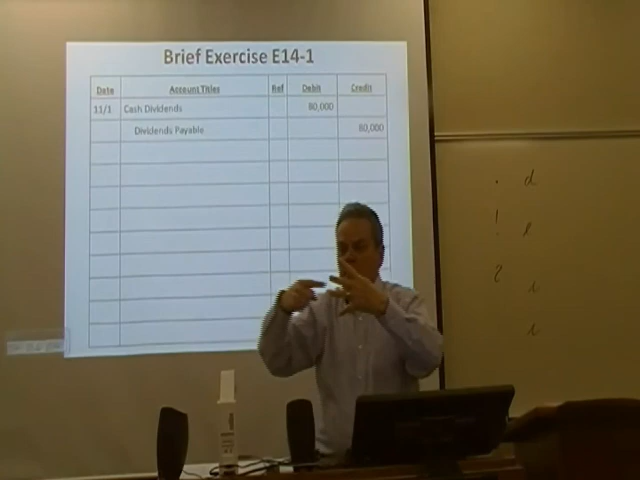 Brief Exercise E14-1
Date Account Titles Ref Debit Credit
11/1 Cash Dividends 80,000
Dividends Payable 80,000